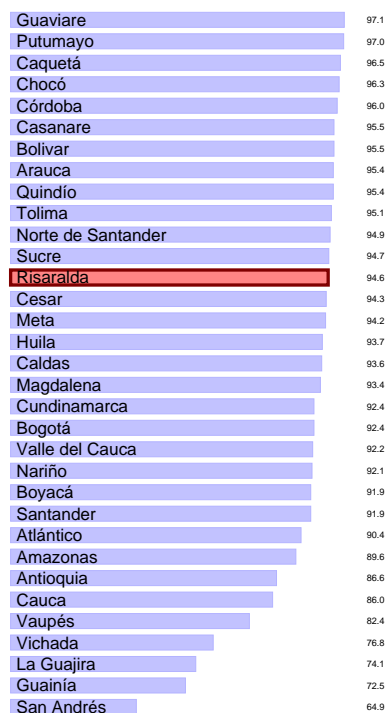 Guaviare 97.1
Putumayo 97.0
Caquetá 96.5
Chocó 96.3
Córdoba 96.0
Casanare 95.5
Bolivar 95.5
Arauca 95.4
Quindío 95.4
Tolima 95.1
Norte de Santander 94.9
Sucre 94.7
Risaralda 94.6
Cesar 94.3
Meta 94.2
Huila 93.7
Caldas 93.6
Magdalena 93.4
Cundinamarca 92.4
Bogotá 92.4
Valle del Cauca 92.2
Nariño 92.1
Boyacá 91.9
Santander 91.9
Atlántico 90.4
Amazonas 89.6
Antioquia 86.6
Cauca 86.0
Vaupés 82.4
Vichada 76.8
La Guajira 74.1
Guainía 72.5
San Andrés 64.9